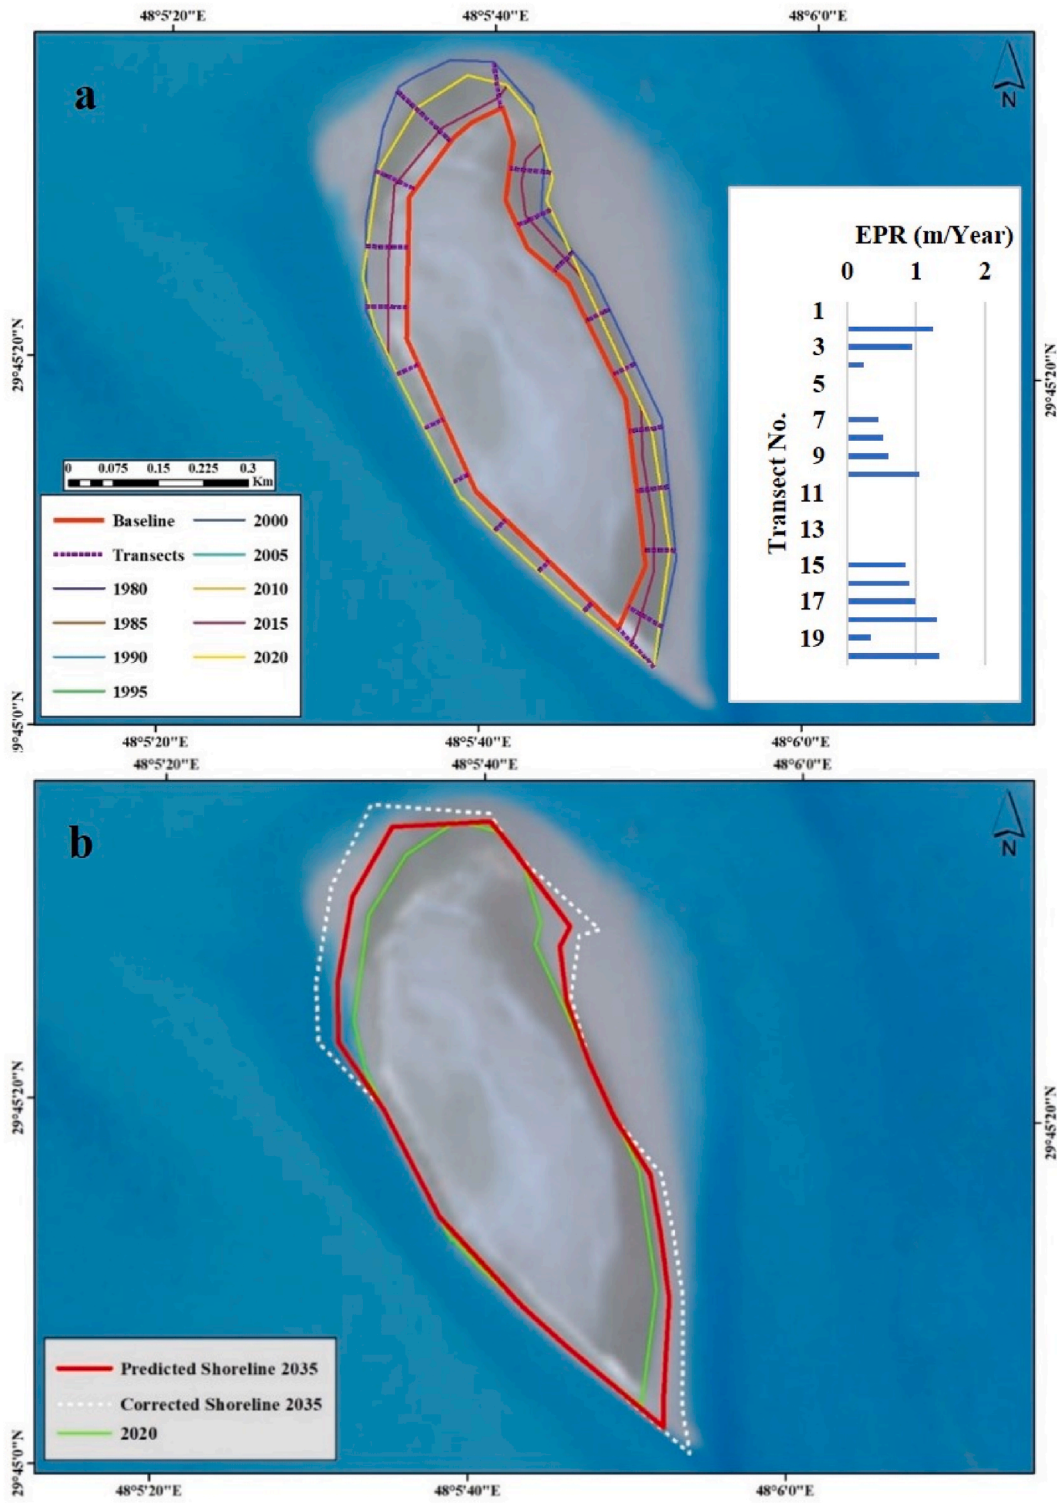 48°5'20"E 48°5'40"E 48°6'0"E
a
N
EPR (m/Year)
0 1 2
1
3
5
7
9
11
13
15
17
19
Transect No.
29°45'20"N
29°45'20"N
0 0.075 0.15 0.225 0.3
Km
Baseline 2000
Transects 2005
1980 2010
1985 2015
1990 2020
1995
9°45'0"N
48°5'20"E 48°5'40"E 48°6'0"E
48°5'20"E 48°5'40"E 48°6'0"E
b
N
29°45'20"N
29°45'20"N
Predicted Shoreline 2035
Corrected Shoreline 2035
2020
29°45'0"N
48°5'20"E 48°5'40"E 48°6'0"E